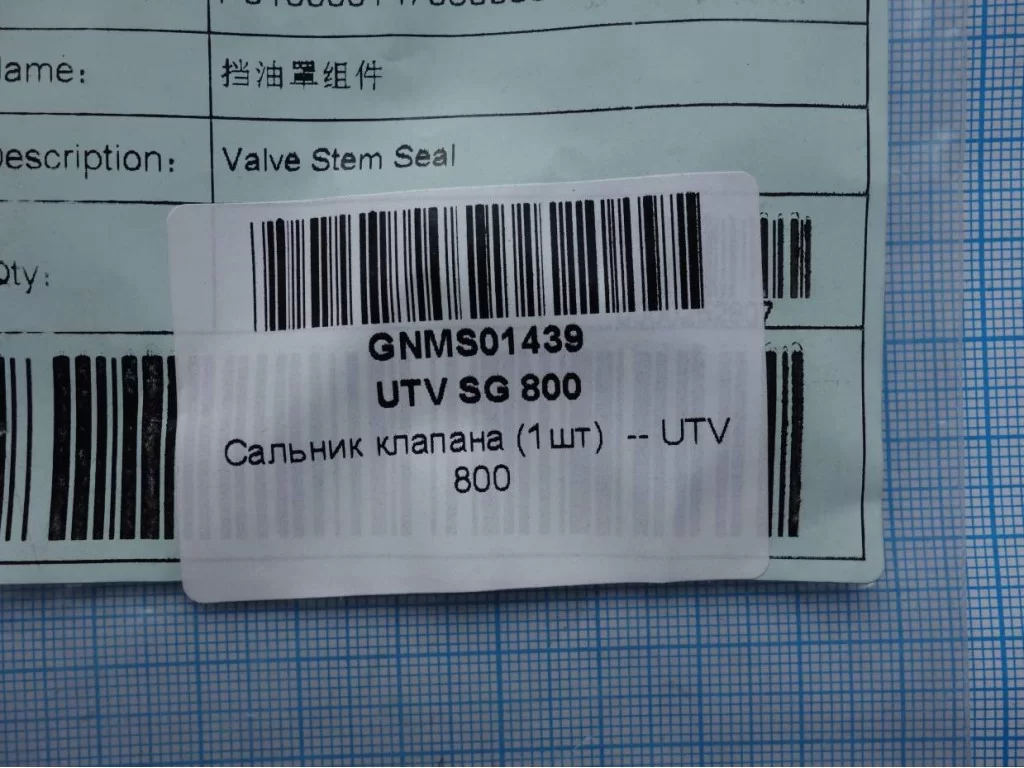 ame:
挡油罩组件
escription:
Valve Stem Seal
ty:
GNMS01439
UTV SG 800
Сальник клапана (1шт) -- UTV
800